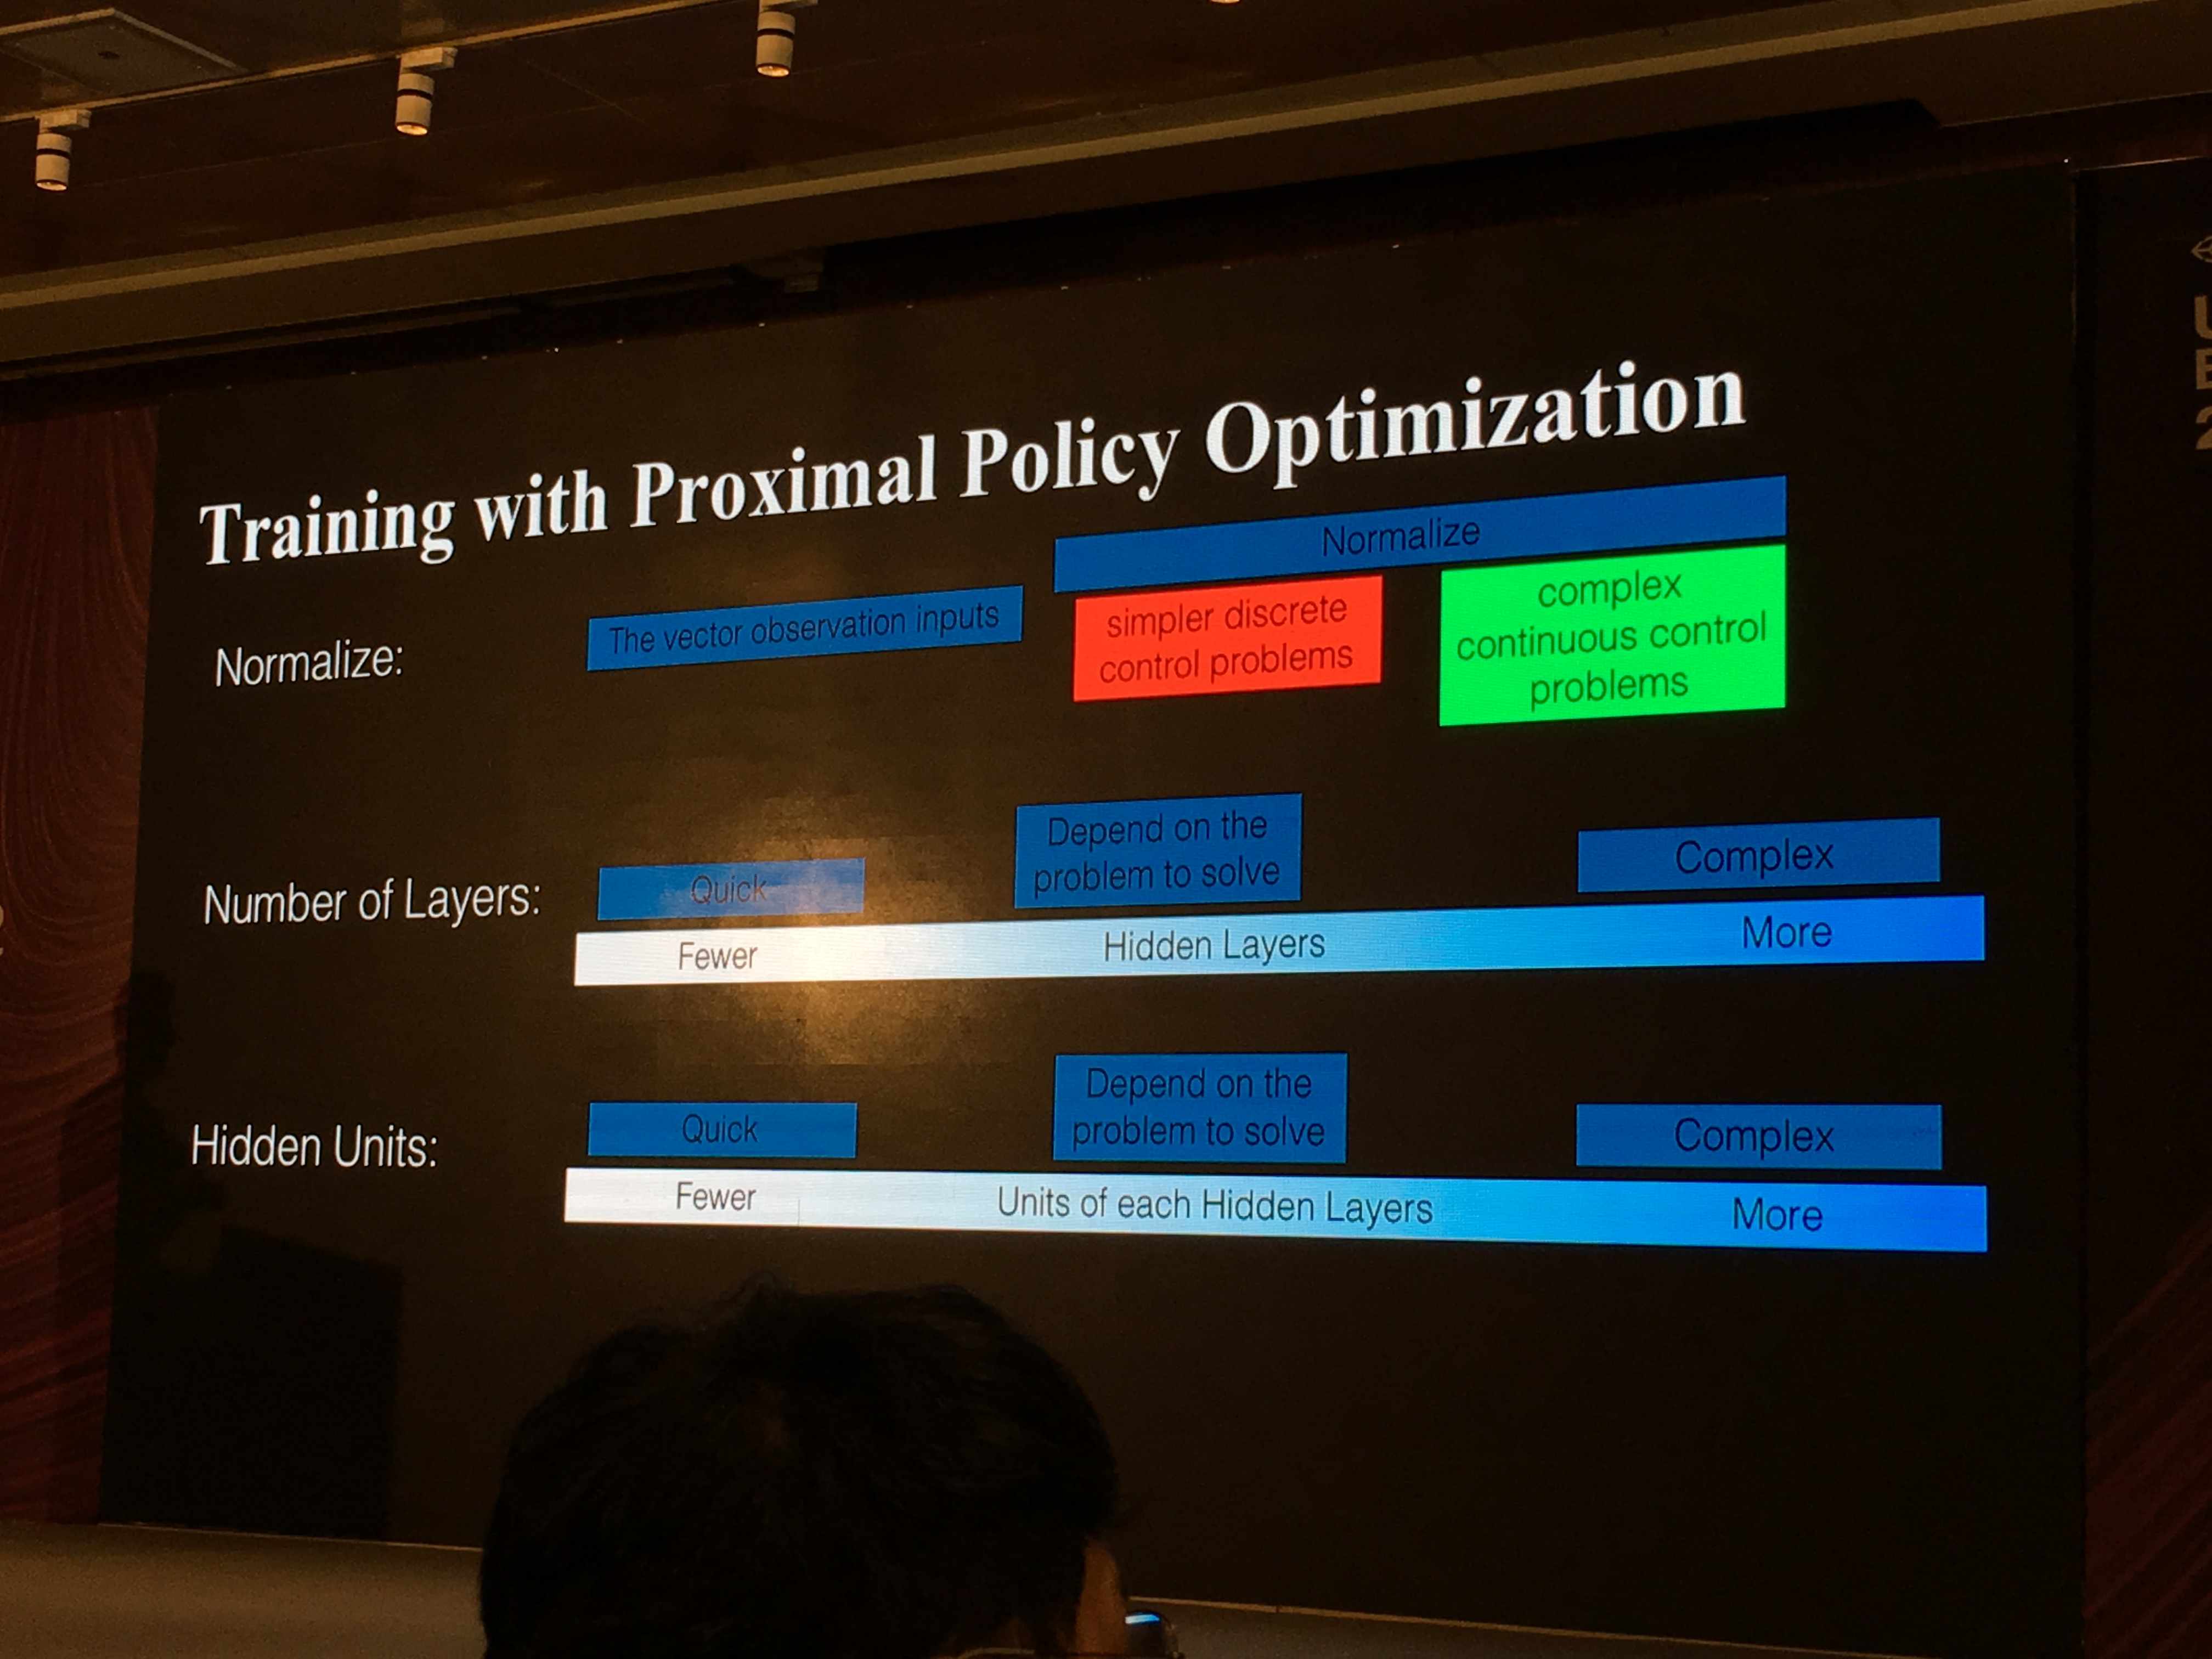 Training with Proximal Policy Optimization
Normalize:
The vector observation inputs
Normalize
simpler discrete
control problems
complex
continuous control
problems
Number of Layers:
Quick
Depend on the
problem to solve
Complex
Fewer
Hidden Layers
More
Hidden Units:
Quick
Depend on the
problem to solve
Complex
Fewer
Units of each Hidden Layers
More